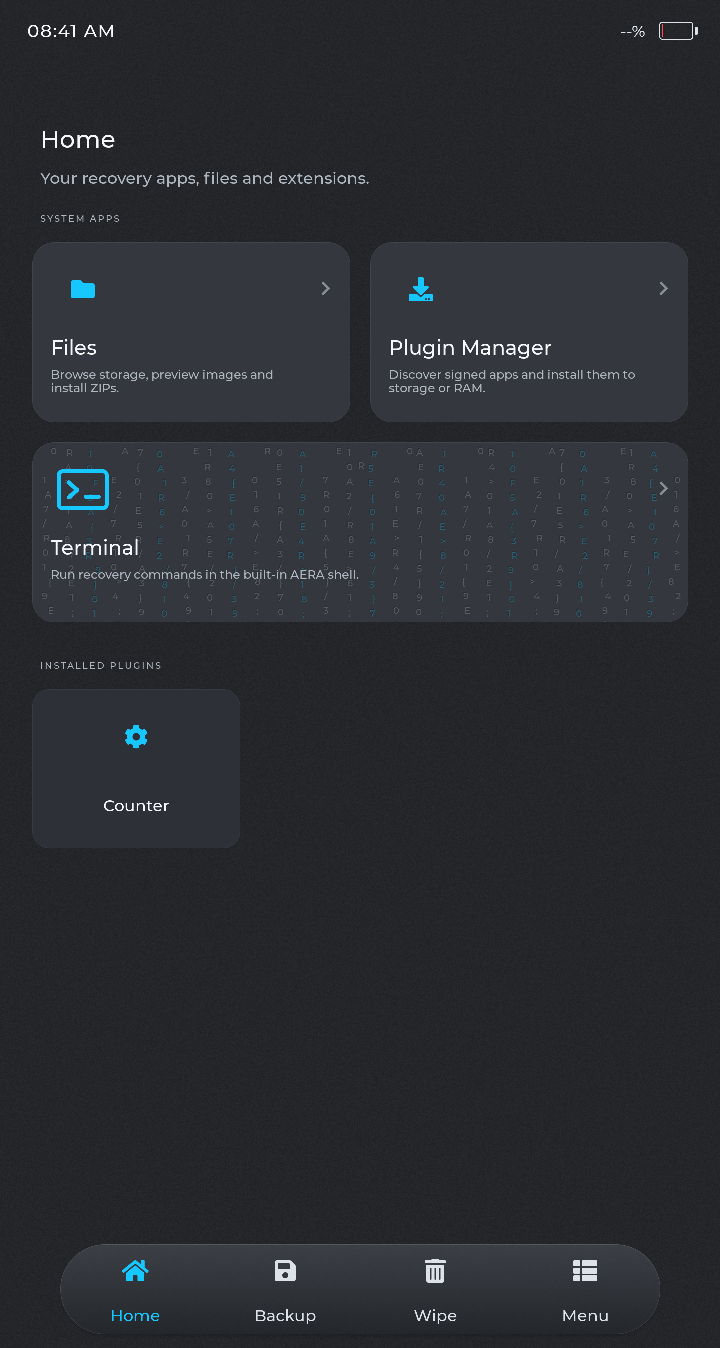 08:41 AM
--%
Home
Your recovery apps, files and extensions.
SYSTEM APPS
Files
Browse storage, preview images and
install ZIPs.
Plugin Manager
Discover signed apps and install them to
storage or RAM.
Terminal
Run recovery commands in the built-in AERA shell.
INSTALLED PLUGINS
Counter
Home
Backup
Wipe
Menu